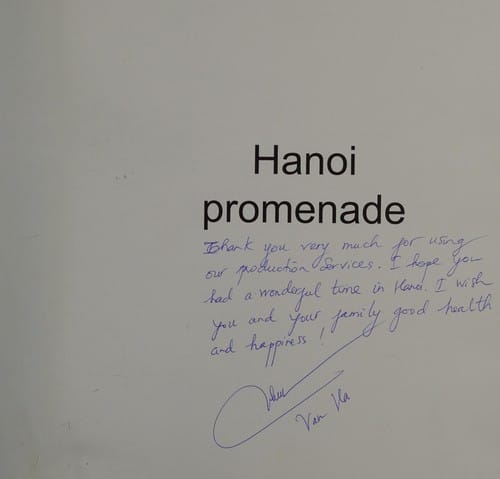 Hanoi
promenade
Thank you very much for using
our production services. I hope you
had a wonderful time in Hanoi. I wish
you and your family good health
and happiness !
Van Ha